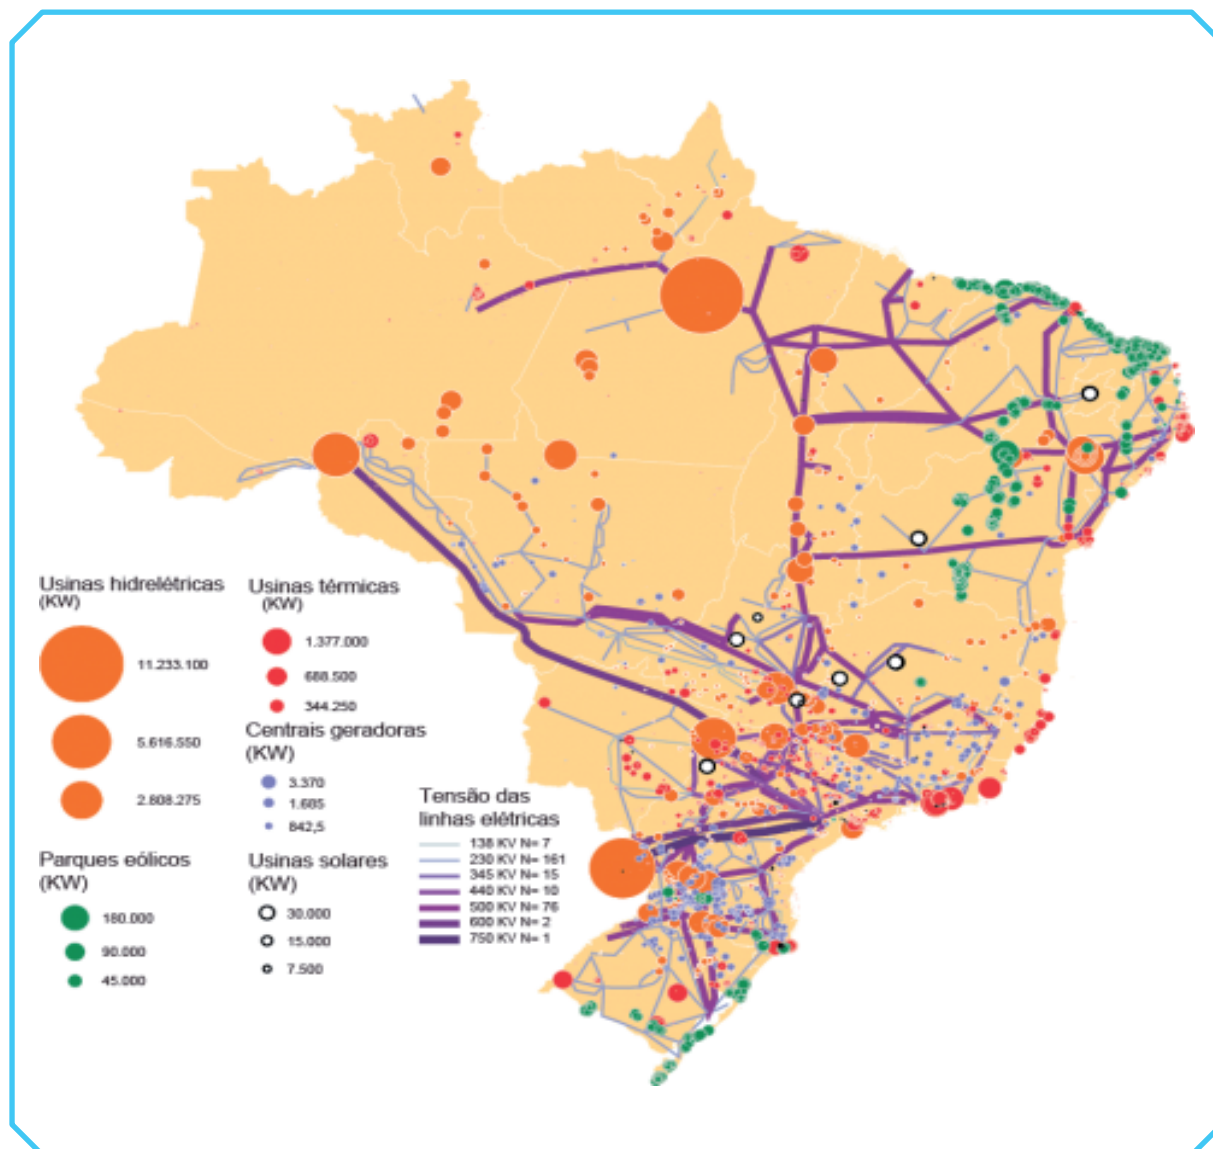 Usinas hidrelétricas
(KW)
11.233.100
5.616.550
2.808.275
Usinas térmicas
(KW)
1.377.000
688.500
344.250
Centrais geradoras
(KW)
3.370
1.685
842,5
Parques eólicos
(KW)
180.000
90.000
45.000
Usinas solares
(KW)
30.000
15.000
7.500
Tensão das
linhas elétricas
138 KV N= 7
230 KV N= 161
345 KV N= 15
440 KV N= 10
500 KV N= 76
600 KV N= 2
750 KV N= 1